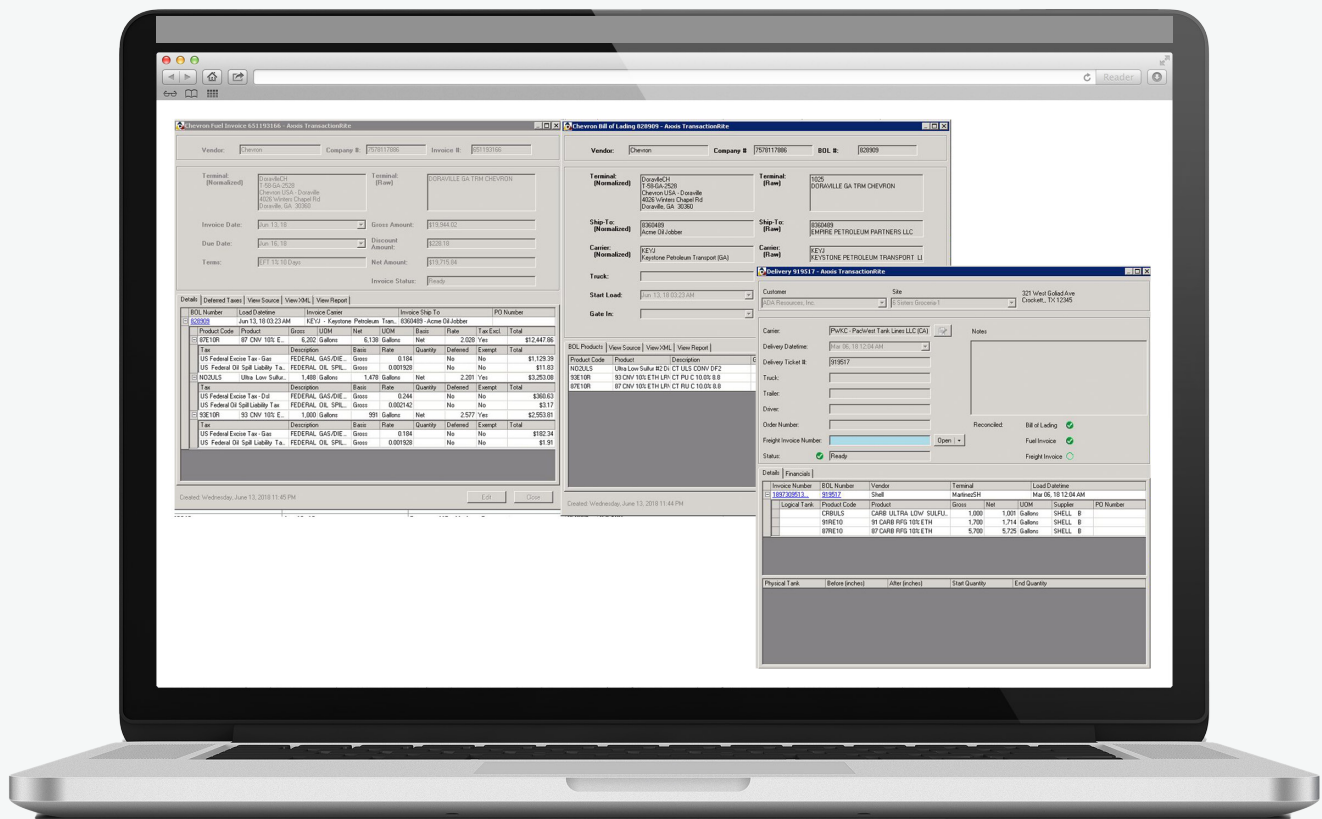 Reader
Chevron Fuel Invoice 651193166 - Axxis TransactionRite
Vendor: Chevron Company #: 7578117886 Invoice #: 651193166
Terminal: (Normalized)
DoravilleCH
T-58-GA-2528
Chevron USA - Doraville
4026 Winters Chapel Rd
Doraville, GA 30360
Terminal: (Raw)
DORAVILLE GA TRM CHEVRON
Invoice Date: Jun 13, 18 Gross Amount: $19,944.02
Due Date: Jun 16, 18 Discount Amount: $228.18
Terms: EFT 1% 10 Days Net Amount: $19,715.84
Invoice Status: Ready
Details Deferred Taxes View Source View XML View Report
BOL Number Load Datetime Invoice Carrier Invoice Ship To PO Number
828909 Jun 13, 18 03:23 AM KEYJ - Keystone Petroleum Tran.. 8360489 - Acme Oil Jobber
Product Code Product Gross UOM Net UOM Basis Rate Tax Excl. Total
87E10R 87 CNV 10% E... 6,202 Gallons 6,138 Gallons Net 2.028 Yes $12,447.86
Tax Description Basis Rate Quantity Deferred Exempt Total
US Federal Excise Tax - Gas FEDERAL GAS/DIE... Gross 0.184 No No $1,129.39
US Federal Oil Spill Liability Ta.. FEDERAL OIL SPIL... Gross 0.001928 No No $11.83
NO2ULS Ultra Low Sulfur... 1,488 Gallons 1,478 Gallons Net 2.201 Yes $3,253.08
Tax Description Basis Rate Quantity Deferred Exempt Total
US Federal Excise Tax - Dsl FEDERAL GAS/DIE... Gross 0.244 No No $360.63
US Federal Oil Spill Liability Tax FEDERAL OIL SPIL... Gross 0.002142 No No $3.17
93E10R 93 CNV 10% E... 1,000 Gallons 991 Gallons Net 2.577 Yes $2,553.81
Tax Description Basis Rate Quantity Deferred Exempt Total
US Federal Excise Tax - Gas FEDERAL GAS/DIE... Gross 0.184 No No $182.34
US Federal Oil Spill Liability Ta.. FEDERAL OIL SPIL... Gross 0.001928 No No $1.91
Created: Wednesday, June 13, 2018 11:45 PM Edit Close
Chevron Bill of Lading 828909 - Axxis TransactionRite
Vendor: Chevron Company # 7578117886 BOL #: 828909
Terminal: (Normalized)
DoravilleCH
T-58-GA-2528
Chevron USA - Doraville
4026 Winters Chapel Rd
Doraville, GA 30360
Terminal: (Raw)
1025
DORAVILLE GA TRM CHEVRON
Ship-To: (Normalized)
8360489
Acme Oil Jobber
Ship-To: (Raw)
8360489
EMPIRE PETROLEUM PARTNERS LLC
Carrier: (Normalized)
KEYJ
Keystone Petroleum Transport (GA)
Carrier: (Raw)
KEYJ
KEYSTONE PETROLEUM TRANSPORT LI
Truck:
Start Load: Jun 13, 18 03:23 AM
Gate In:
BOL Products View Source View XML View Report
Product Code Product Description G
NO2ULS Ultra Low Sulfur #2 Di CT ULS CONV DF2
93E10R 93 CNV 10% ETH LRV CT PU C 10.0% 8.8
87E10R 87 CNV 10% ETH LRV CT RU C 10.0% 8.8
Created: Wednesday, June 13, 2018 11:44 PM
Delivery 919517 - Axxis TransactionRite
Customer Site
ADA Resources, Inc. 6 Sisters Groceria I
321 West Goliad Ave
Crockett,, TX 12345
Carrier: PWKC - PacWest Tank Lines LLC (CA) Notes
Delivery Datetime: Mar 06, 18 12:04 AM
Delivery Ticket #: 919517
Truck:
Trailer:
Driver:
Order Number: Reconciled: Bill of Lading
Freight Invoice Number: Open Fuel Invoice
Status: Ready Freight Invoice
Details Financials
Invoice Number BOL Number Vendor Terminal Load Datetime
1897309513... 919517 Shell MartinezSH Mar 06, 18 12:04 AM
Logical Tank Product Code Product Gross Net UOM Supplier PO Number
CRBULS CARB ULTRA LOW SULFU.. 1,000 1,001 Gallons SHELL B
91RE10 91 CARB RFG 10% ETH 1,700 1,714 Gallons SHELL B
87RE10 87 CARB RFG 10% ETH 5,700 5,725 Gallons SHELL B
Physical Tank Before (inches) After (inches) Start Quantity End Quantity